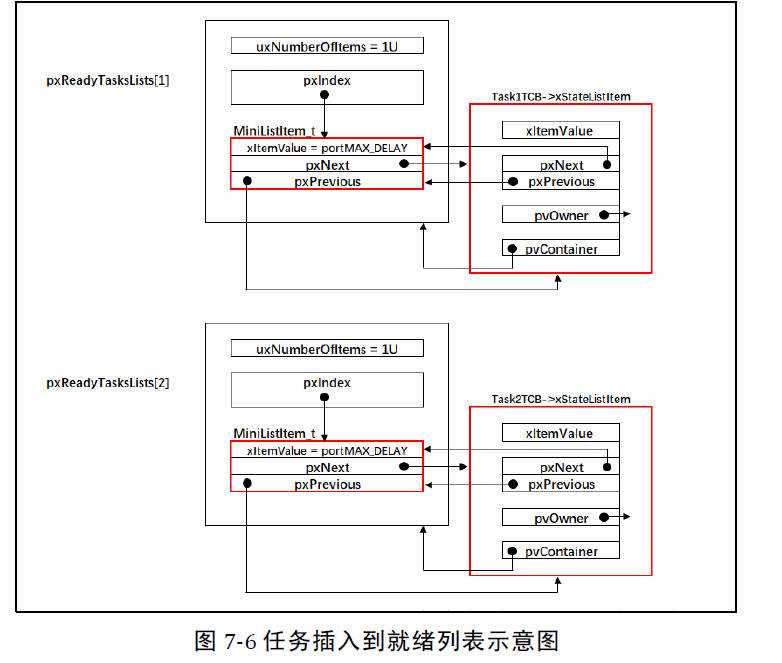 uxNumberOfItems = 1U
pxReadyTasksLists[1]
pxIndex
Task1TCB->xStateListItem
MiniListItem_t
xItemValue = portMAX_DELAY
pxNext
pxPrevious
xItemValue
pxNext
pxPrevious
pvOwner
pvContainer
uxNumberOfItems = 1U
pxReadyTasksLists[2]
pxIndex
Task2TCB->xStateListItem
MiniListItem_t
xItemValue = portMAX_DELAY
pxNext
pxPrevious
xItemValue
pxNext
pxPrevious
pvOwner
pvContainer
图 7-6 任务插入到就绪列表示意图